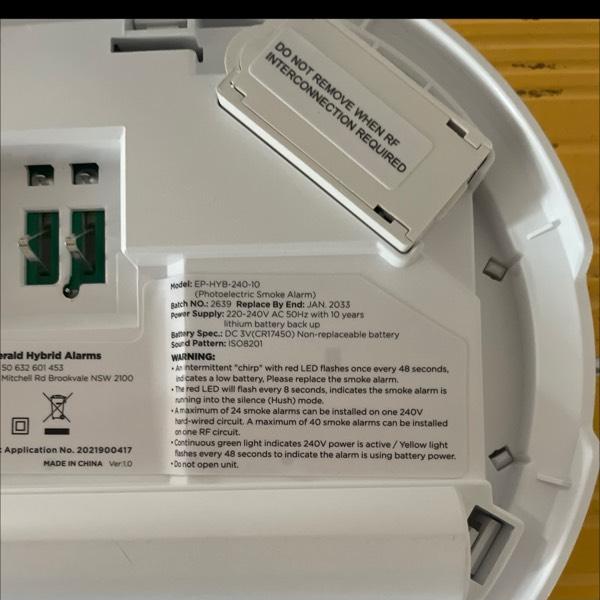 DO NOT REMOVE WHEN RF
INTERCONNECTION REQUIRED
Model: EP-HYB-240-10
(Photoelectric Smoke Alarm)
Batch NO.: 2639 Replace By End: JAN. 2033
Power Supply: 220-240V AC 50Hz with 10 years
lithium battery back up
Battery Spec.: DC 3V(CR17450) Non-replaceable battery
Sound Pattern: ISO8201
WARNING:
• An intermittent "chirp" with red LED flashes once every 48 seconds,
indicates a low battery, Please replace the smoke alarm.
• The red LED will flash every 8 seconds, indicates the smoke alarm is
running into the silence (Hush) mode.
• A maximum of 24 smoke alarms can be installed on one 240V
hard-wired circuit. A maximum of 40 smoke alarms can be installed
on one RF circuit.
• Continuous green light indicates 240V power is active / Yellow light
flashes every 48 seconds to indicate the alarm is using battery power.
• Do not open unit.
erald Hybrid Alarms
50 632 601 453
Mitchell Rd Brookvale NSW 2100
: Application No. 2021900417
MADE IN CHINA Ver:1.0